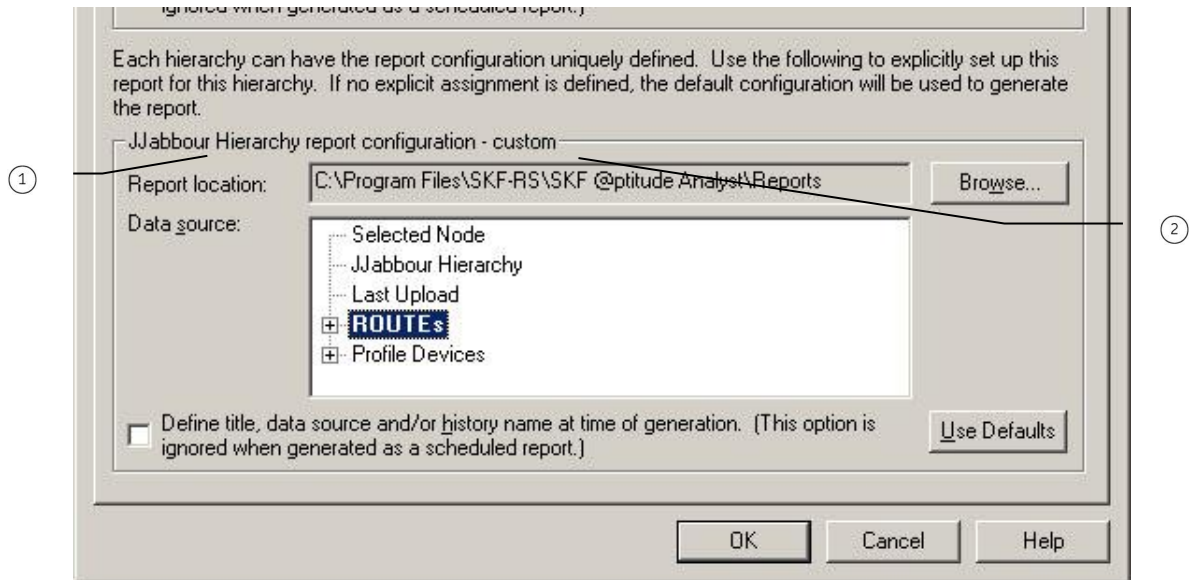 ignored when generated as a scheduled report.)
Each hierarchy can have the report configuration uniquely defined.  Use the following to explicitly set up this
report for this hierarchy.  If no explicit assignment is defined, the default configuration will be used to generate
the report.
JJabbour Hierarchy report configuration - custom
1
Report location:
C:\Program Files\SKF-RS\SKF @ptitude Analyst\Reports
Browse...
Data source:
2
Selected Node
JJabbour Hierarchy
Last Upload
ROUTEs
Profile Devices
Define title, data source and/or history name at time of generation.  (This option is
ignored when generated as a scheduled report.)
Use Defaults
OK
Cancel
Help